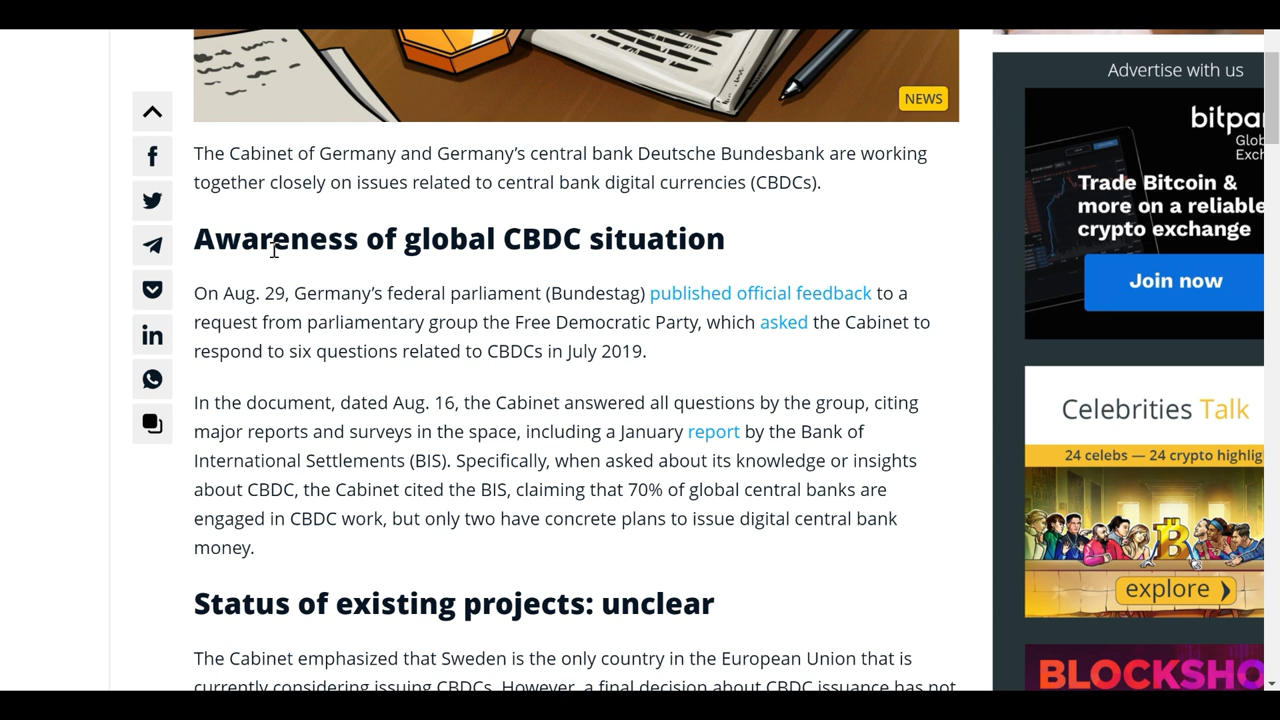 NEWS
The Cabinet of Germany and Germany’s central bank Deutsche Bundesbank are working
together closely on issues related to central bank digital currencies (CBDCs).
Awareness of global CBDC situation
On Aug. 29, Germany’s federal parliament (Bundestag) published official feedback to a
request from parliamentary group the Free Democratic Party, which asked the Cabinet to
respond to six questions related to CBDCs in July 2019.
In the document, dated Aug. 16, the Cabinet answered all questions by the group, citing
major reports and surveys in the space, including a January report by the Bank of
International Settlements (BIS). Specifically, when asked about its knowledge or insights
about CBDC, the Cabinet cited the BIS, claiming that 70% of global central banks are
engaged in CBDC work, but only two have concrete plans to issue digital central bank
money.
Status of existing projects: unclear
The Cabinet emphasized that Sweden is the only country in the European Union that is
currently considering issuing CBDCs. However, a final decision about CBDC issuance has not
Advertise with us
Trade Bitcoin &
more on a reliable
crypto exchange
Join now
Celebrities Talk
24 celebs — 24 crypto
explore